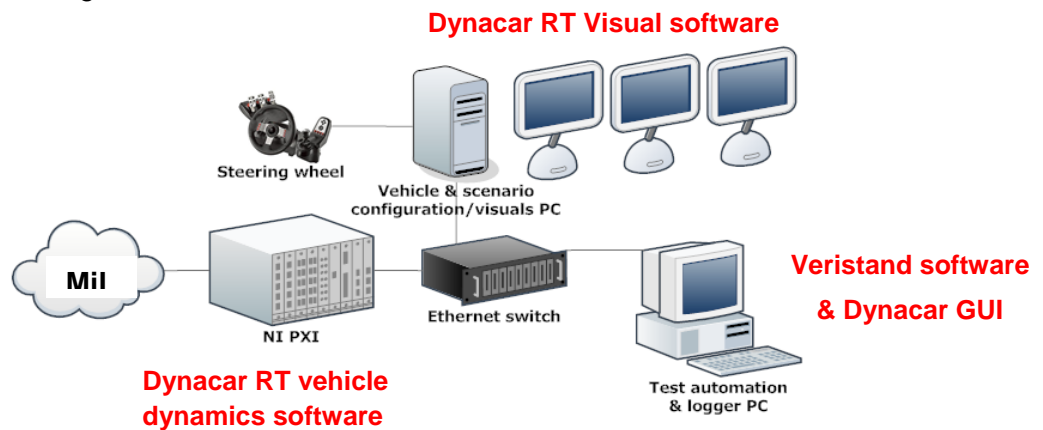 Dynacar RT Visual software
Steering wheel
Vehicle & scenario
configuration/visuals PC
Mil
NI PXI
Ethernet switch
Veristand software
& Dynacar GUI
Test automation
& logger PC
Dynacar RT vehicle
dynamics software